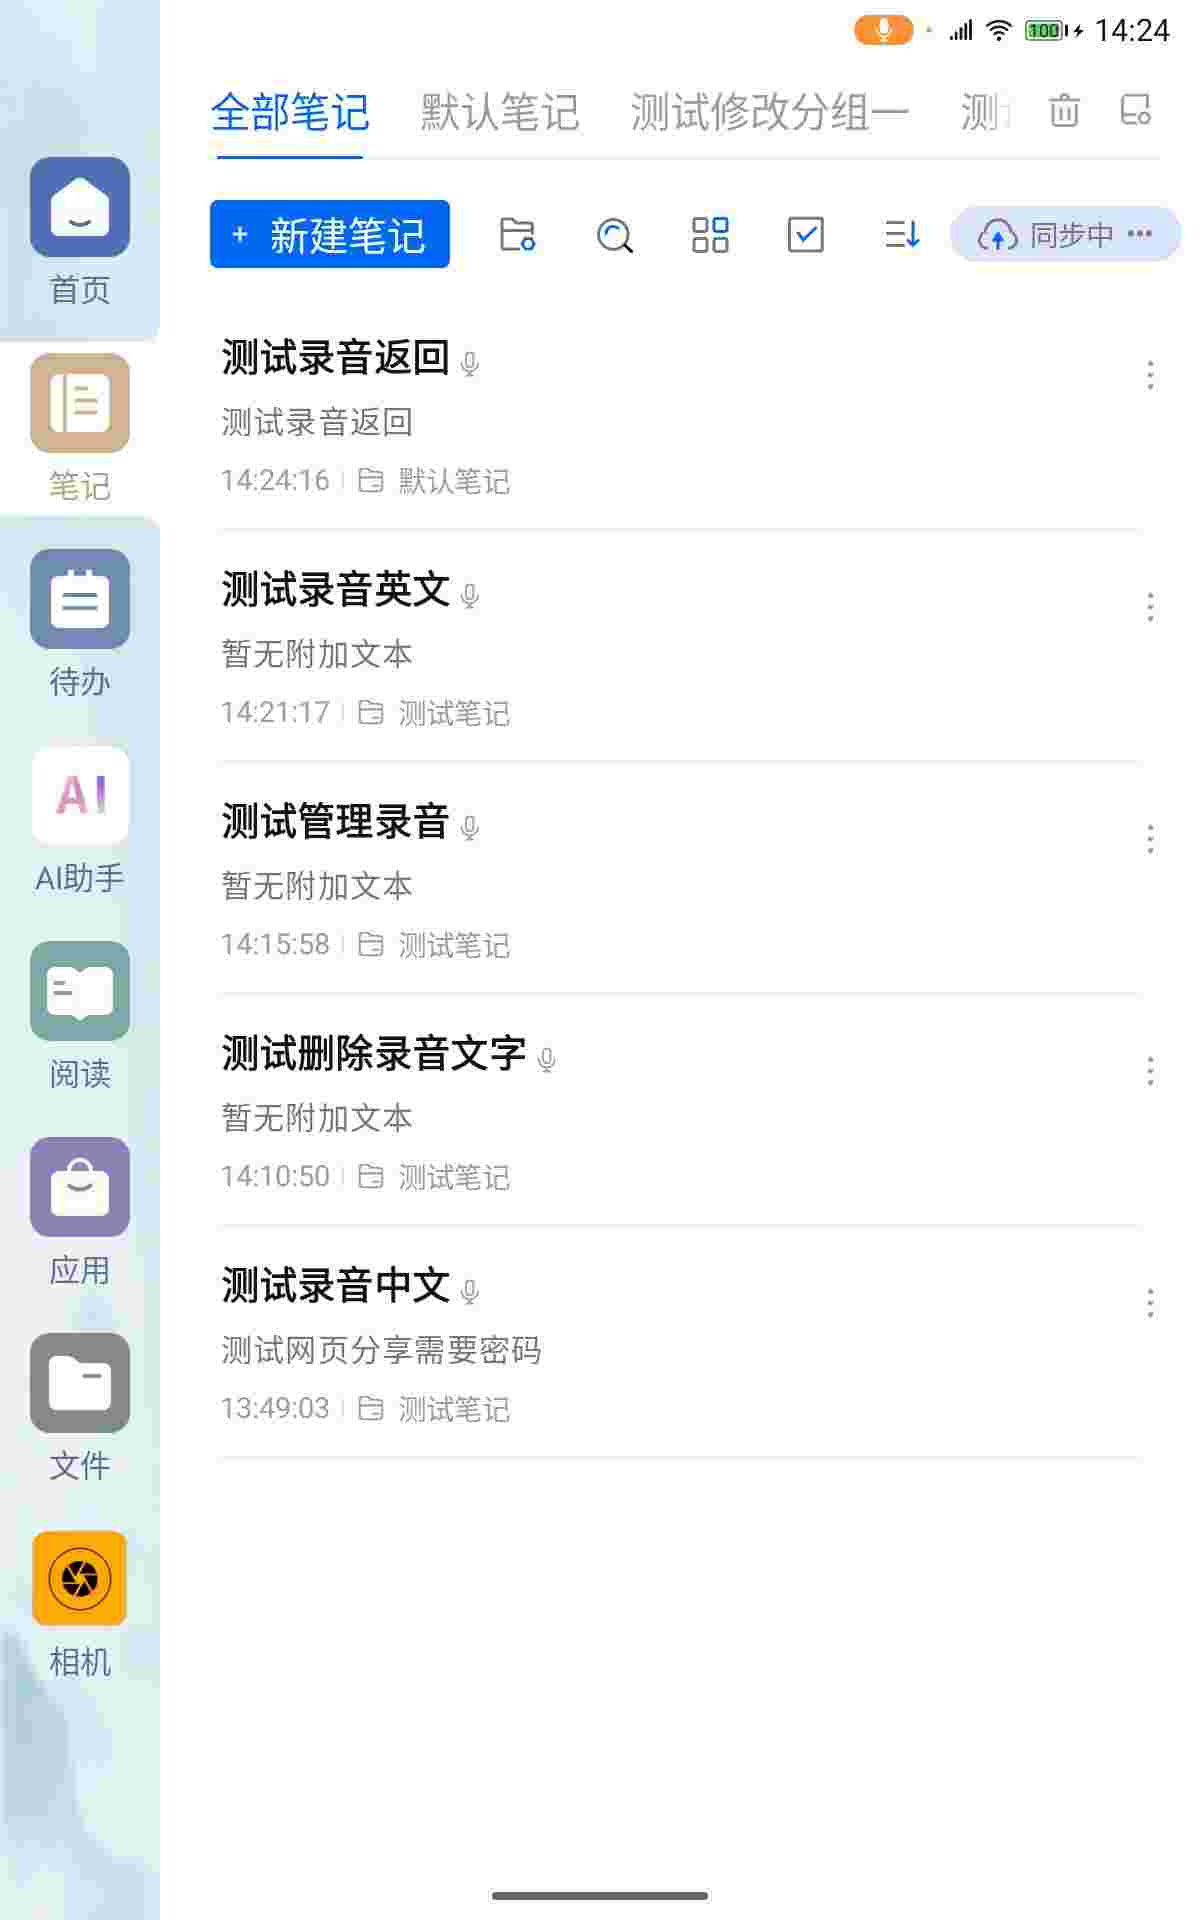 100 14:24
全部笔记 默认笔记 测试修改分组一 测
+ 新建笔记 同步中
首页
笔记
待办
AI
AI助手
阅读
应用
文件
相机
测试录音返回
测试录音返回
14:24:16 默认笔记
测试录音英文
暂无附加文本
14:21:17 测试笔记
测试管理录音
暂无附加文本
14:15:58 测试笔记
测试删除录音文字
暂无附加文本
14:10:50 测试笔记
测试录音中文
测试网页分享需要密码
13:49:03 测试笔记